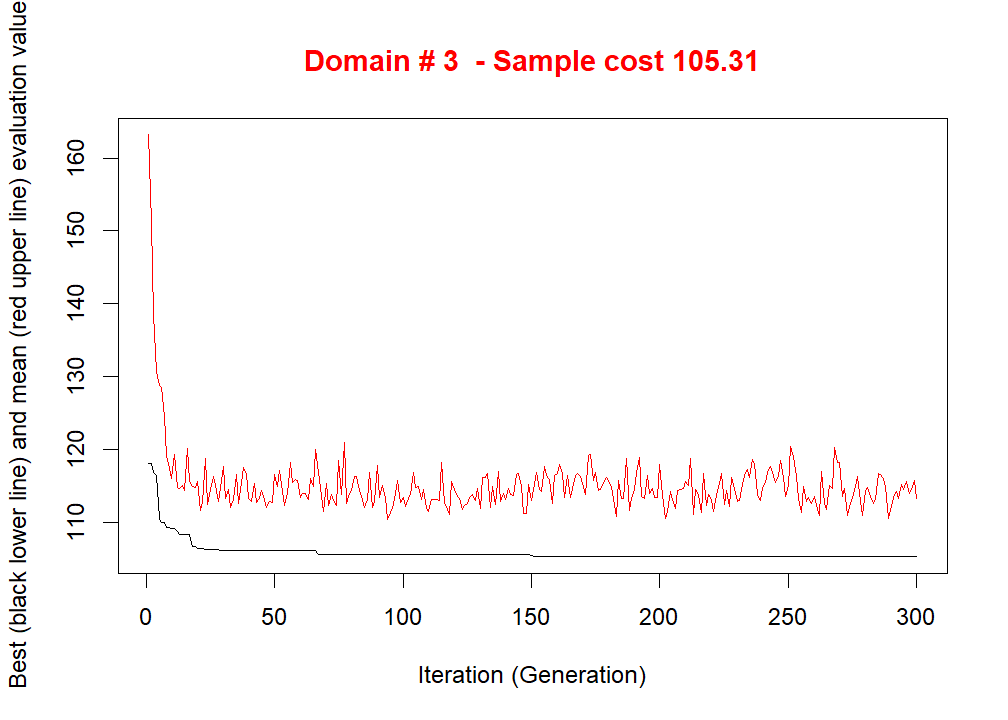 Domain # 3  - Sample cost 105.31
Best (black lower line) and mean (red upper line) evaluation value
160
150
140
130
120
110
0 50 100 150 200 250 300
Iteration (Generation)